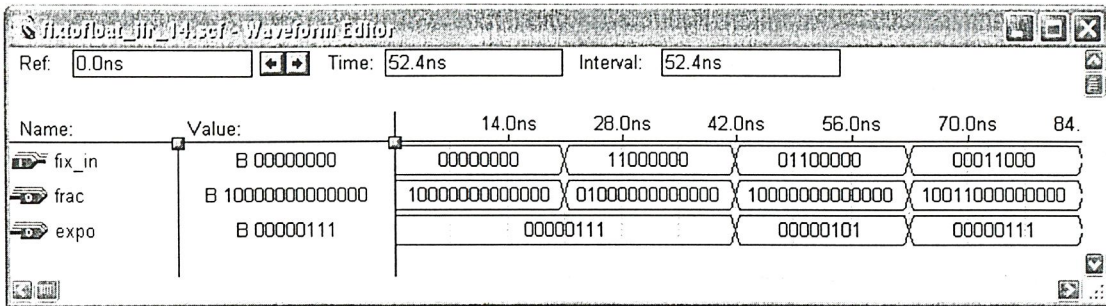 fixtofloat_iir_14.scf - Waveform Editor
Ref: 0.0ns Time: 52.4ns Interval: 52.4ns
Name: Value: 14.0ns 28.0ns 42.0ns 56.0ns 70.0ns 84.
fix_in B 00000000 00000000 11000000 01100000 00011000
frac B 10000000000000 10000000000000 01000000000000 10000000000000 10011000000000
expo B 00000111 00000111 00000101 00000111